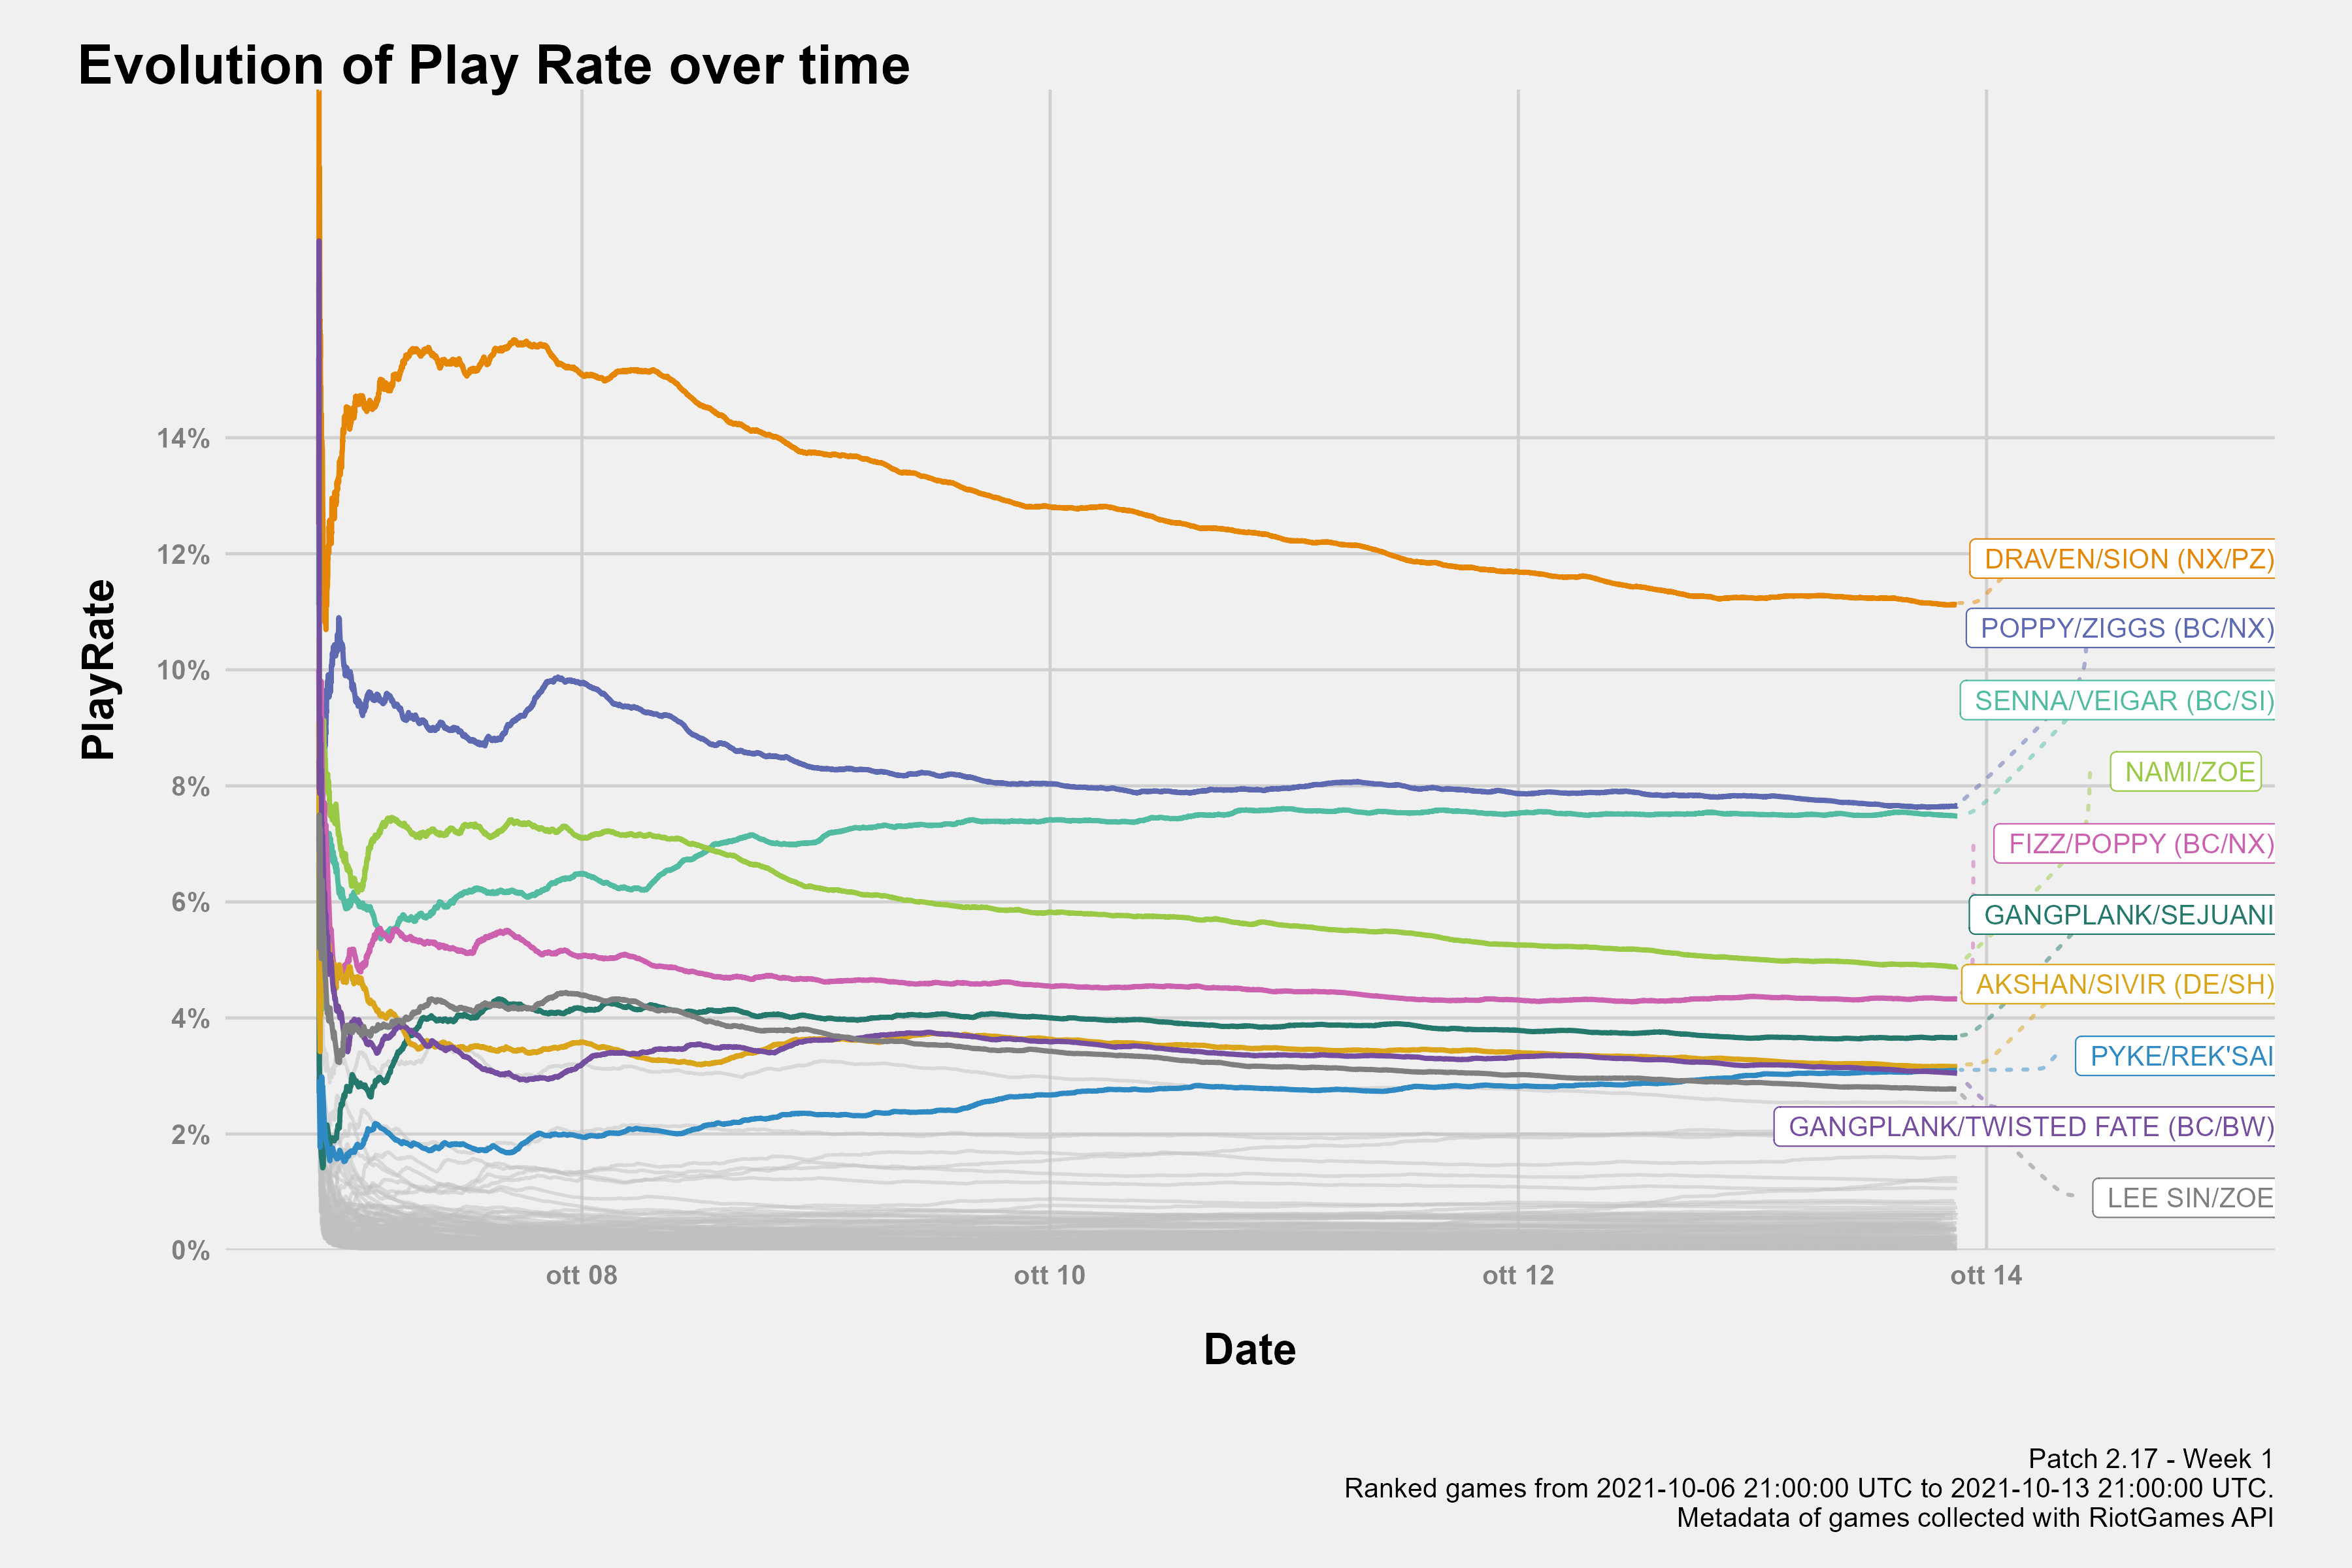 Evolution of Play Rate over time
PlayRate
14%
12%
10%
8%
6%
4%
2%
0%
ott 08
ott 10
ott 12
ott 14
Date
DRAVEN/SION (NX/PZ)
POPPY/ZIGGS (BC/NX)
SENNA/VEIGAR (BC/SI)
NAMI/ZOE
FIZZ/POPPY (BC/NX)
GANGPLANK/SEJUANI
AKSHAN/SIVIR (DE/SH)
PYKE/REK'SAI
GANGPLANK/TWISTED FATE (BC/BW)
LEE SIN/ZOE
Patch 2.17 - Week 1
Ranked games from 2021-10-06 21:00:00 UTC to 2021-10-13 21:00:00 UTC.
Metadata of games collected with RiotGames API